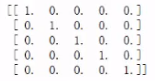 [[ 1. 0. 0. 0. 0.]
[ 0. 1. 0. 0. 0.]
[ 0. 0. 1. 0. 0.]
[ 0. 0. 0. 1. 0.]
[ 0. 0. 0. 0. 1.]]